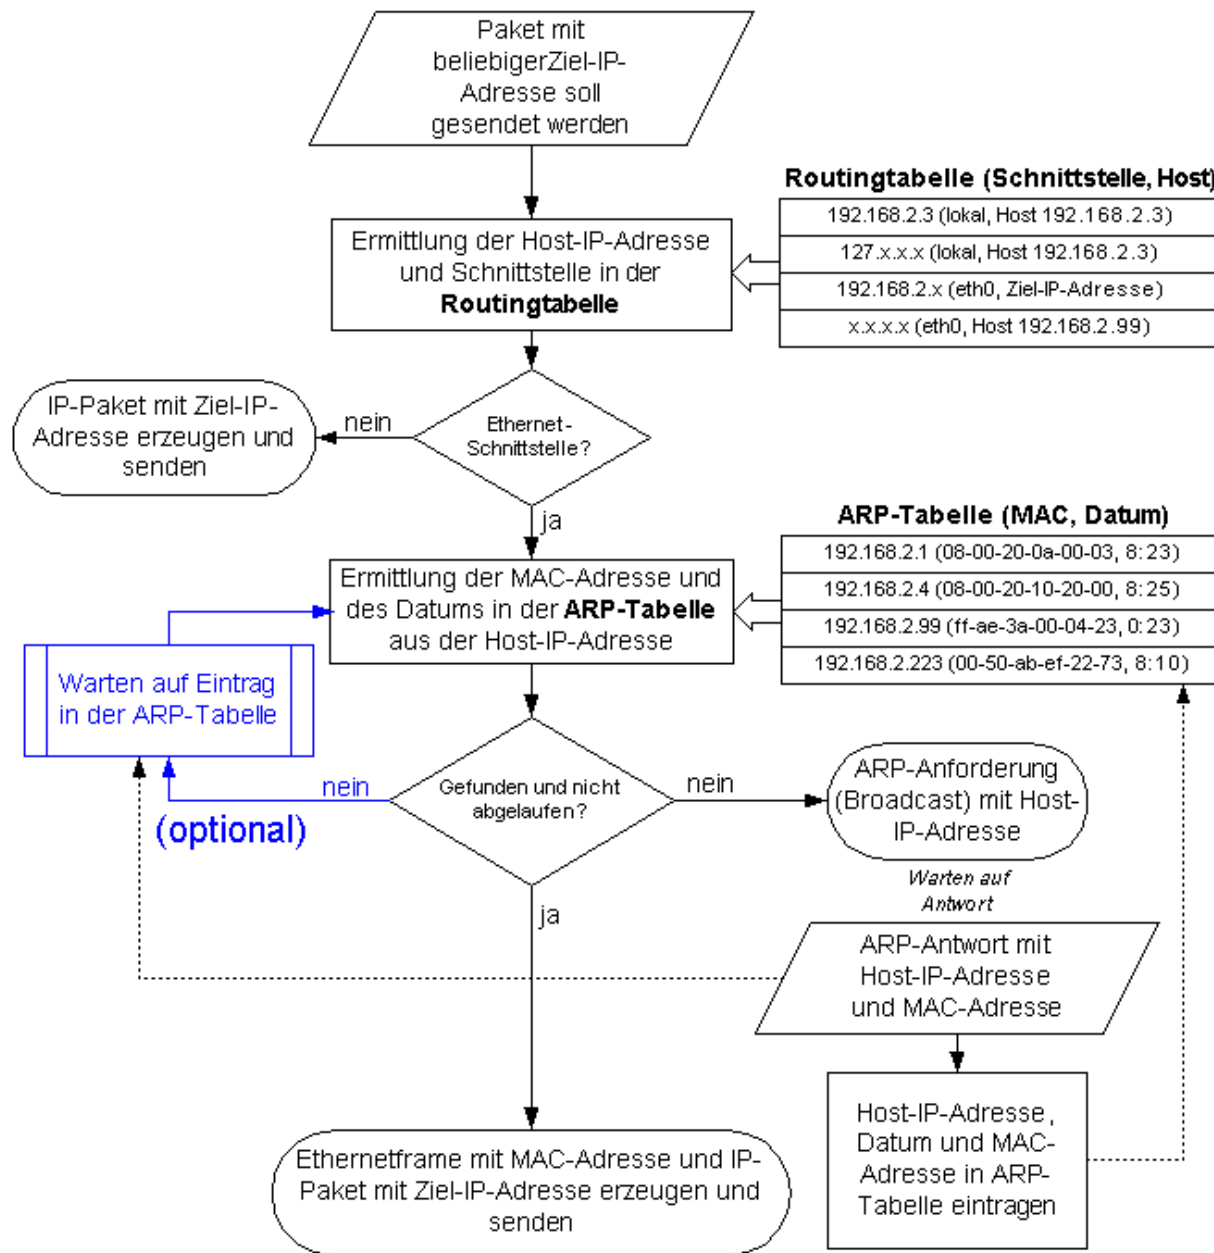 Paket mit
beliebigerZiel-IP-
Adresse soll
gesendet werden
Routingtabelle (Schnittstelle, Host)
192.168.2.3 (lokal, Host 192.168.2.3)
127.x.x.x (lokal, Host 192.168.2.3)
192.168.2.x (eth0, Ziel-IP-Adresse)
x.x.x.x (eth0, Host 192.168.2.99)
Ermittlung der Host-IP-Adresse
und Schnittstelle in der
Routingtabelle
Ethernet-
Schnittstelle?
nein
IP-Paket mit Ziel-IP-
Adresse erzeugen und
senden
ja
ARP-Tabelle (MAC, Datum)
192.168.2.1 (08-00-20-0a-00-03, 8:23)
192.168.2.4 (08-00-20-10-20-00, 8:25)
192.168.2.99 (ff-ae-3a-00-04-23, 0:23)
192.168.2.223 (00-50-ab-ef-22-73, 8:10)
Ermittlung der MAC-Adresse und
des Datums in der ARP-Tabelle
aus der Host-IP-Adresse
Warten auf Eintrag
in der ARP-Tabelle
nein
(optional)
Gefunden und nicht
abgelaufen?
nein
ARP-Anforderung
(Broadcast) mit Host-
IP-Adresse
Warten auf
Antwort
ja
ARP-Antwort mit
Host-IP-Adresse
und MAC-Adresse
Host-IP-Adresse,
Datum und MAC-
Adresse in ARP-
Tabelle eintragen
Ethernetframe mit MAC-Adresse und IP-
Paket mit Ziel-IP-Adresse erzeugen und
senden